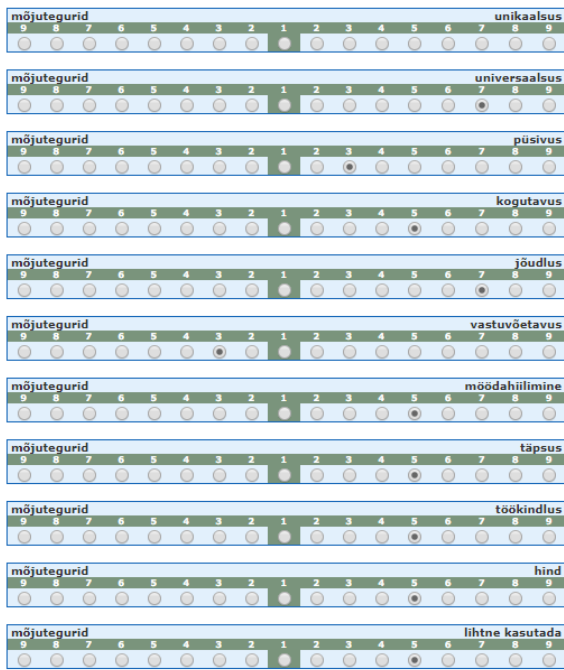 mõjutegurid unikaalsus
9 8 7 6 5 4 3 2 1 2 3 4 5 6 7 8 9
mõjutegurid universaalsus
9 8 7 6 5 4 3 2 1 2 3 4 5 6 7 8 9
mõjutegurid püsivus
9 8 7 6 5 4 3 2 1 2 3 4 5 6 7 8 9
mõjutegurid kogutavus
9 8 7 6 5 4 3 2 1 2 3 4 5 6 7 8 9
mõjutegurid jõudlus
9 8 7 6 5 4 3 2 1 2 3 4 5 6 7 8 9
mõjutegurid vastuvõetavus
9 8 7 6 5 4 3 2 1 2 3 4 5 6 7 8 9
mõjutegurid möödahiilimine
9 8 7 6 5 4 3 2 1 2 3 4 5 6 7 8 9
mõjutegurid täpsus
9 8 7 6 5 4 3 2 1 2 3 4 5 6 7 8 9
mõjutegurid töökindlus
9 8 7 6 5 4 3 2 1 2 3 4 5 6 7 8 9
mõjutegurid hind
9 8 7 6 5 4 3 2 1 2 3 4 5 6 7 8 9
mõjutegurid lihtne kasutada
9 8 7 6 5 4 3 2 1 2 3 4 5 6 7 8 9